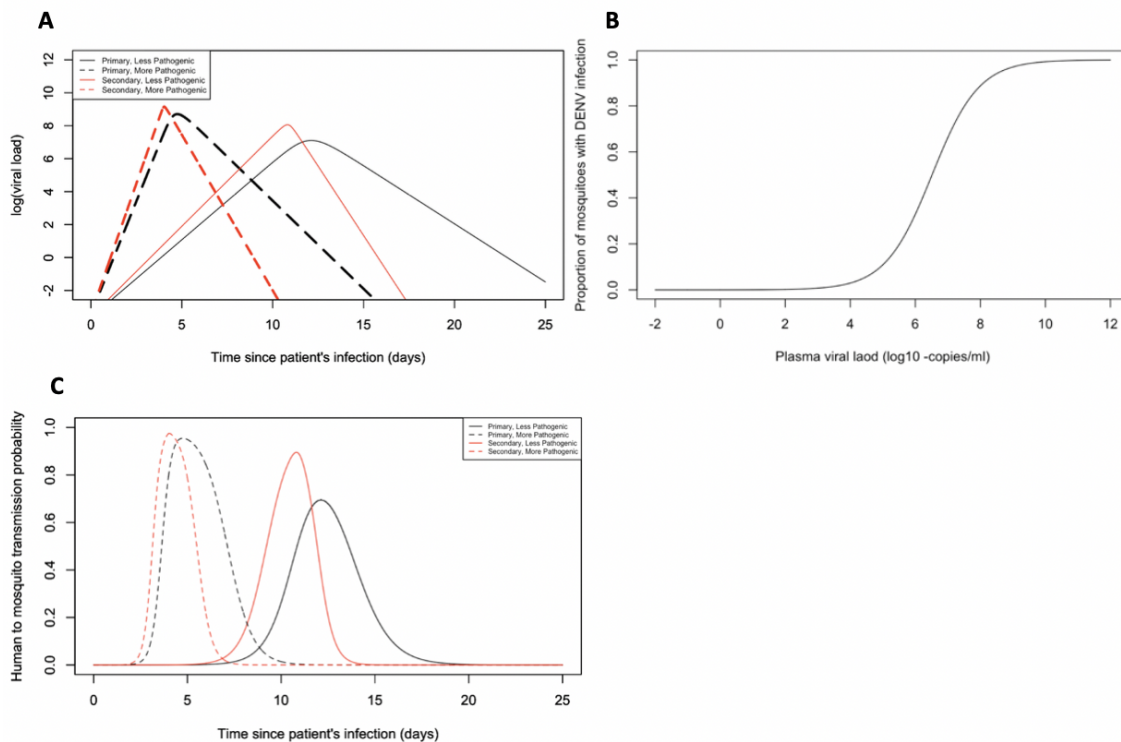 A
Primary, Less Pathogenic
Primary, More Pathogenic
Secondary, Less Pathogenic
Secondary, More Pathogenic
log(viral load)
12
10
8
6
4
2
0
-2
0 5 10 15 20 25
Time since patient's infection (days)
B
Proportion of mosquitoes with DENV infection
1.0
0.8
0.6
0.4
0.2
0.0
-2 0 2 4 6 8 10 12
Plasma viral laod (log10 -copies/ml)
C
Primary, Less Pathogenic
Primary, More Pathogenic
Secondary, Less Pathogenic
Secondary, More Pathogenic
Human to mosquito transmission probability
1.0
0.8
0.6
0.4
0.2
0.0
0 5 10 15 20 25
Time since patient's infection (days)